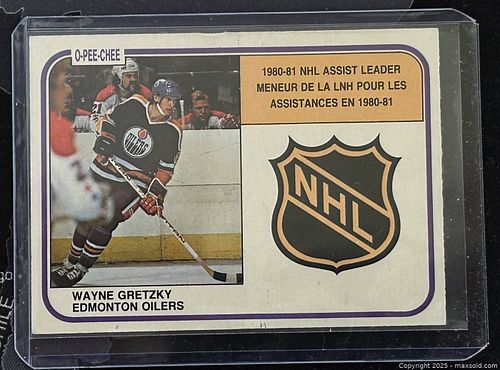 O-PEE-CHEE
1980-81 NHL ASSIST LEADER
MENEUR DE LA LNH POUR LES
ASSISTANCES EN 1980-81
OILERS
NHL
WAYNE GRETZKY
EDMONTON OILERS
Copyright 2025 - maxsold.com